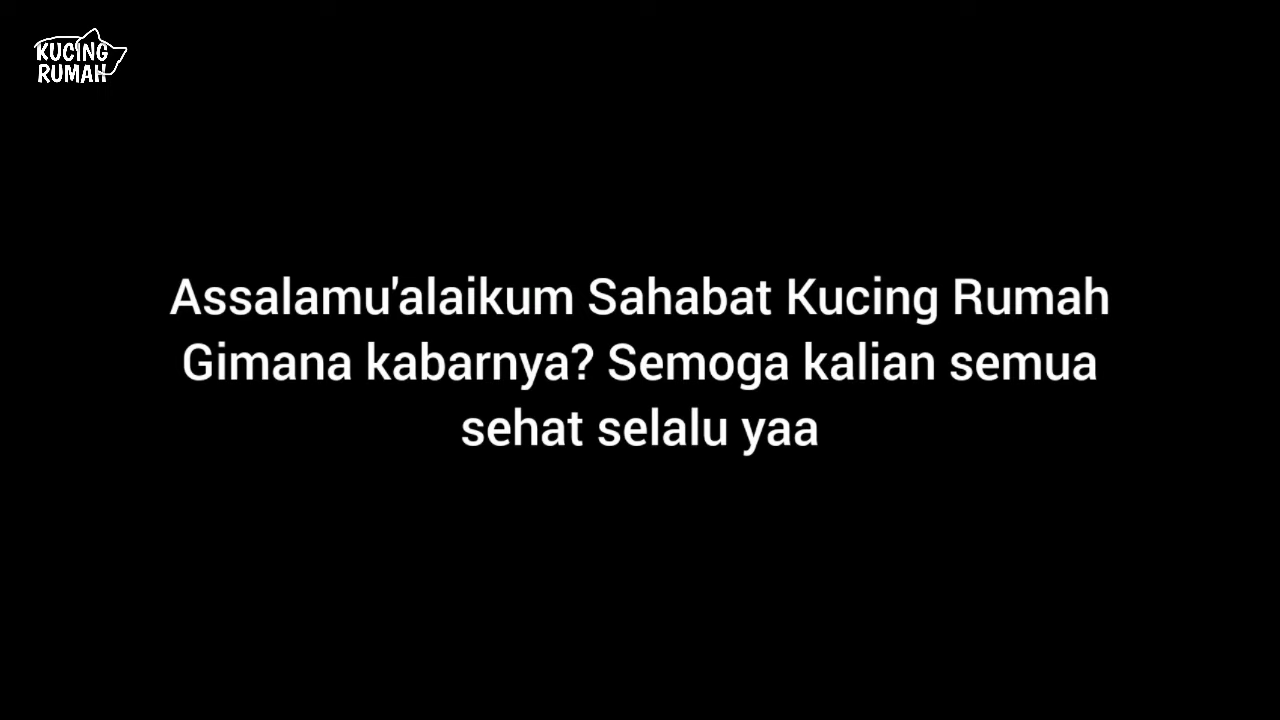 KUCING
RUMAH
Assalamu'alaikum Sahabat Kucing Rumah
Gimana kabarnya? Semoga kalian semua
sehat selalu yaa